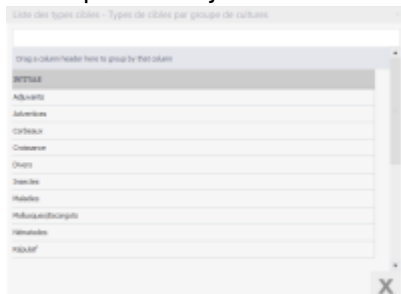 Liste des types cibles - Types de cibles par groupe de cultures
Drag a column header here to group by that column
INTITULE
Adjuvants
Adventices
Corbeaux
Croissance
Divers
Insectes
Maladies
Mollusques/Escargots
Nématodes
Répulsif
X